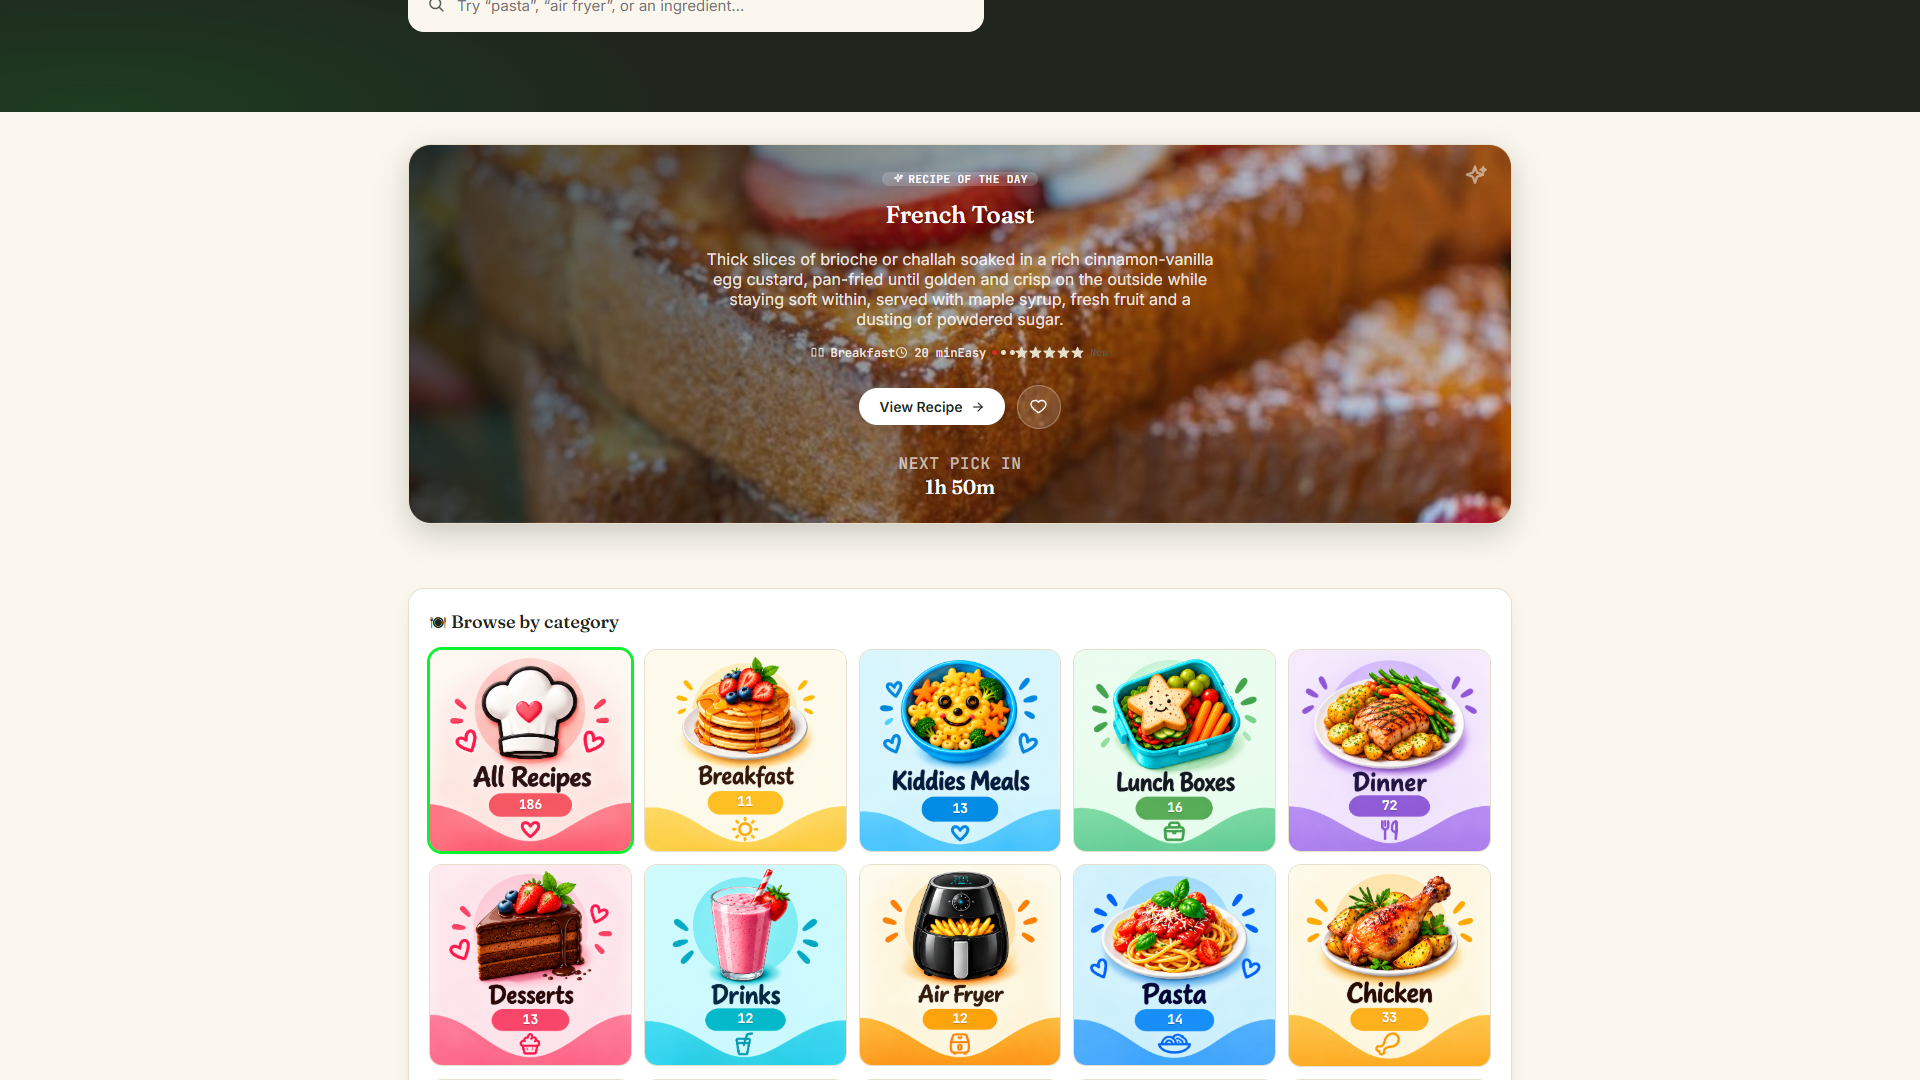 Try “pasta”, “air fryer”, or an ingredient...
RECIPE OF THE DAY
French Toast
Thick slices of brioche or challah soaked in a rich cinnamon-vanilla
egg custard, pan-fried until golden and crisp on the outside while
staying soft within, served with maple syrup, fresh fruit and a
dusting of powdered sugar.
Breakfast 20 minEasy New
View Recipe
NEXT PICK IN
1h 50m
Browse by category
All Recipes
186
Breakfast
11
Kiddies Meals
13
Lunch Boxes
16
Dinner
72
Desserts
13
Drinks
12
Air Fryer
12
Pasta
14
Chicken
33